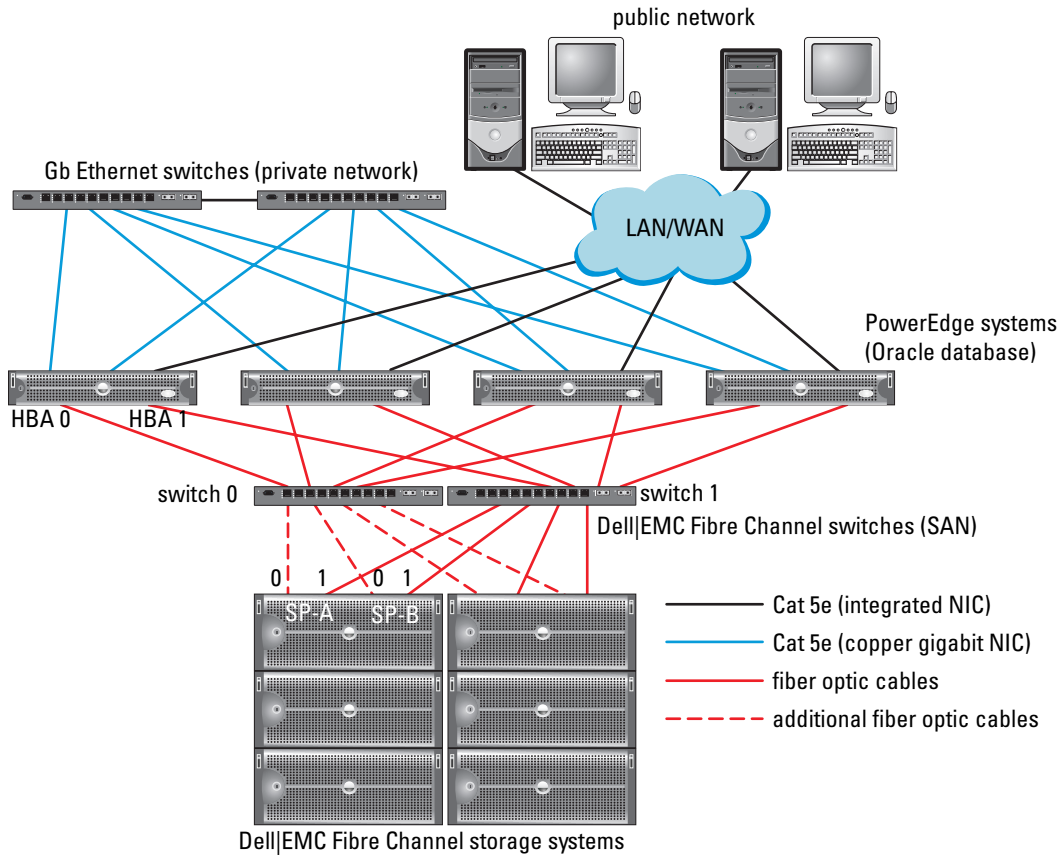 public network
Gb Ethernet switches (private network)
LAN/WAN
PowerEdge systems
(Oracle database)
HBA 0
HBA 1
switch 0
switch 1
Dell|EMC Fibre Channel switches (SAN)
0
1
0
1
SP-A
SP-B
Cat 5e (integrated NIC)
Cat 5e (copper gigabit NIC)
fiber optic cables
additional fiber optic cables
Dell|EMC Fibre Channel storage systems